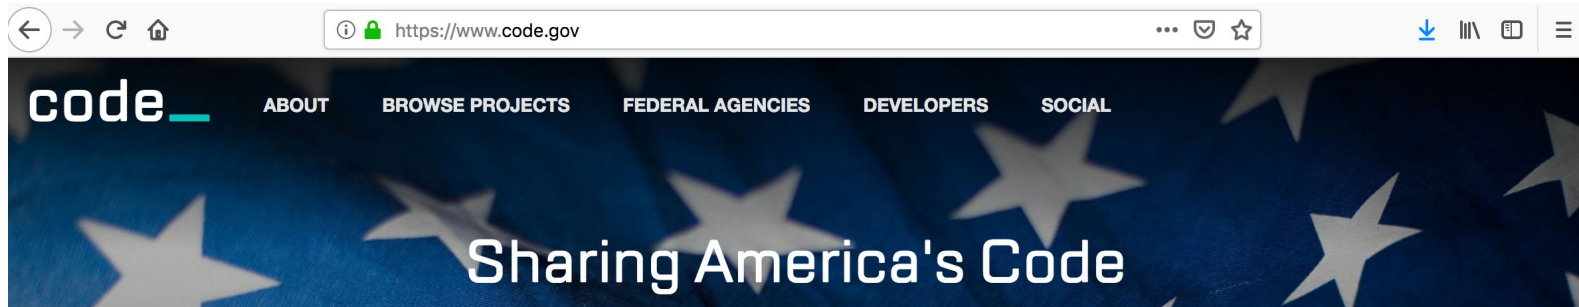 https://www.code.gov
code_
ABOUT BROWSE PROJECTS FEDERAL AGENCIES DEVELOPERS SOCIAL
Sharing America's Code